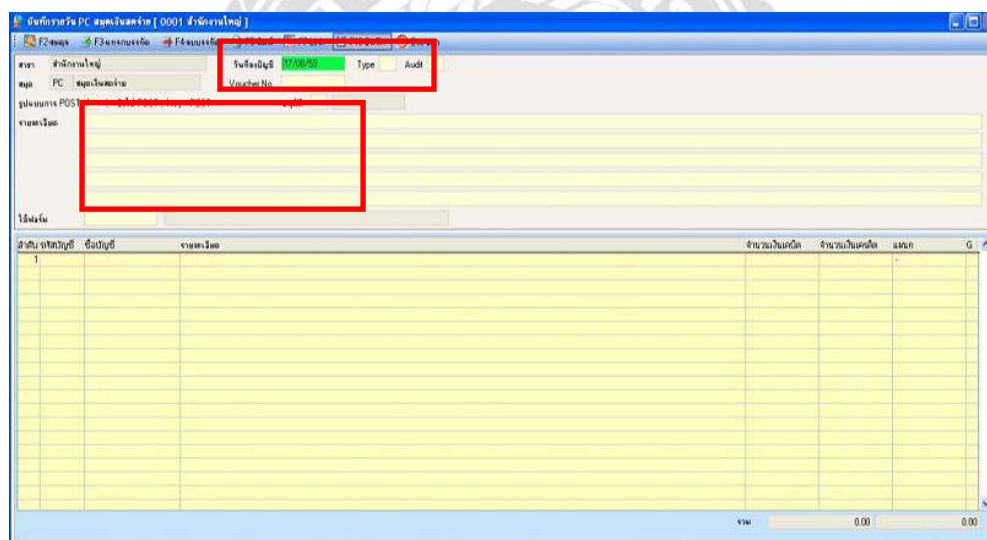 บันทึกรายวัน PC สมุดเงินสดจ่าย [ 0001 สำนักงานใหญ่ ]
F2สมุด F3แทรกบรรทัด F4ลบบรรทัด
สาขา สำนักงานใหญ่ วันที่ลงบัญชี 17/08/59 Type Audit
สมุด PC สมุดเงินสดจ่าย Voucher No.
รูปแบบการ POST
รายละเอียด
ใช้ฟอร์ม
ลำดับ รหัสบัญชี ชื่อบัญชี รายละเอียด จำนวนเงินเดบิต จำนวนเงินเครดิต แผนก G
1
รวม 0.00 0.00